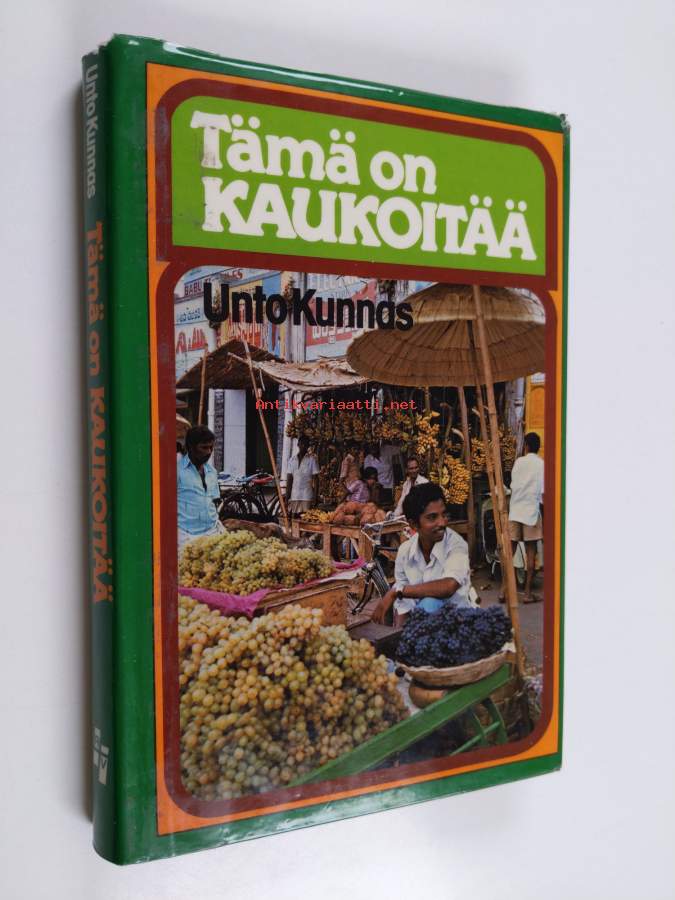 Tämä on
KAUKOITÄÄ
Unto Kunnas
Antikvariaatti.net
Unto Kunnas Tämä on KAUKOITÄÄ